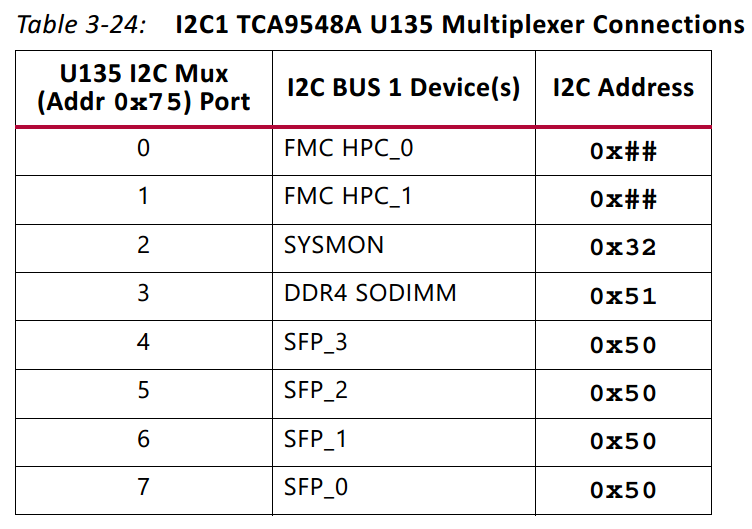 Table 3-24: I2C1 TCA9548A U135 Multiplexer Connections
U135 I2C Mux
(Addr 0x75) Port
I2C BUS 1 Device(s)
I2C Address
0 FMC HPC_0 0x##
1 FMC HPC_1 0x##
2 SYSMON 0x32
3 DDR4 SODIMM 0x51
4 SFP_3 0x50
5 SFP_2 0x50
6 SFP_1 0x50
7 SFP_0 0x50